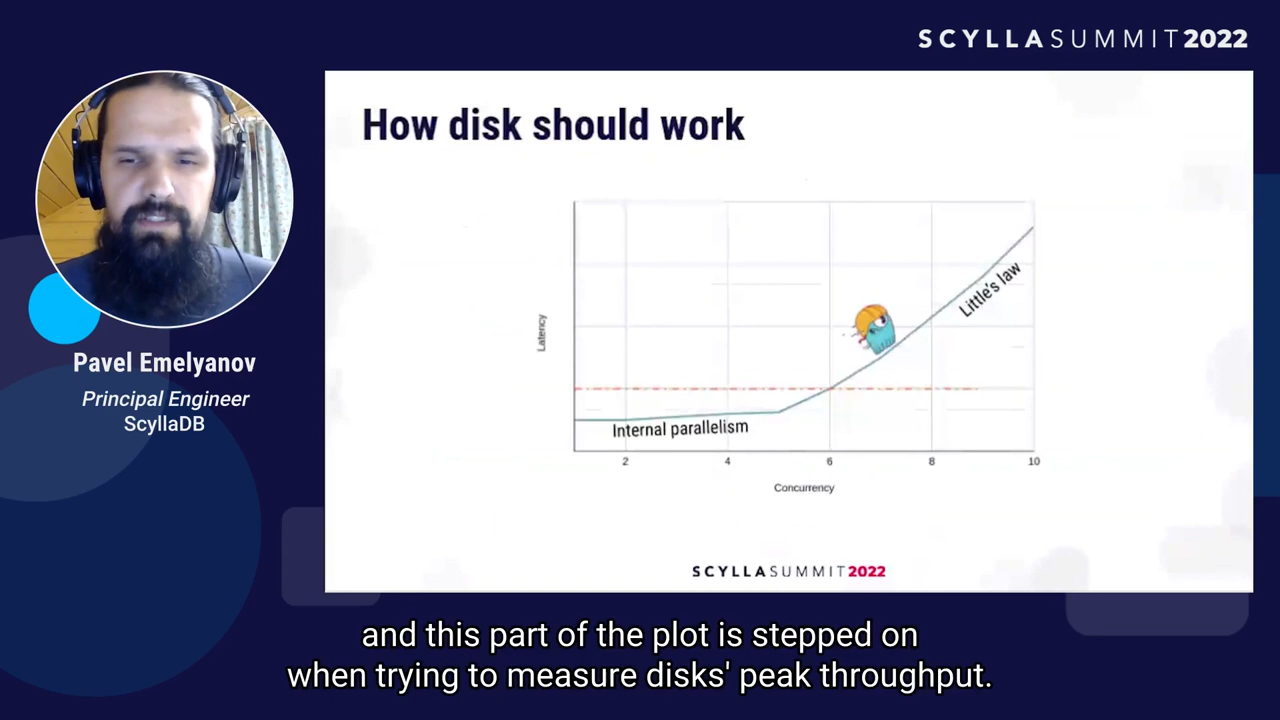 SCYLLASUMMIT2022
How disk should work
Latency
Little's law
Internal parallelism
2 4 6 8 10
Concurrency
SCYLLASUMMIT2022
Pavel Emelyanov
Principal Engineer
ScyllaDB
and this part of the plot is stepped on
when trying to measure disks' peak throughput.